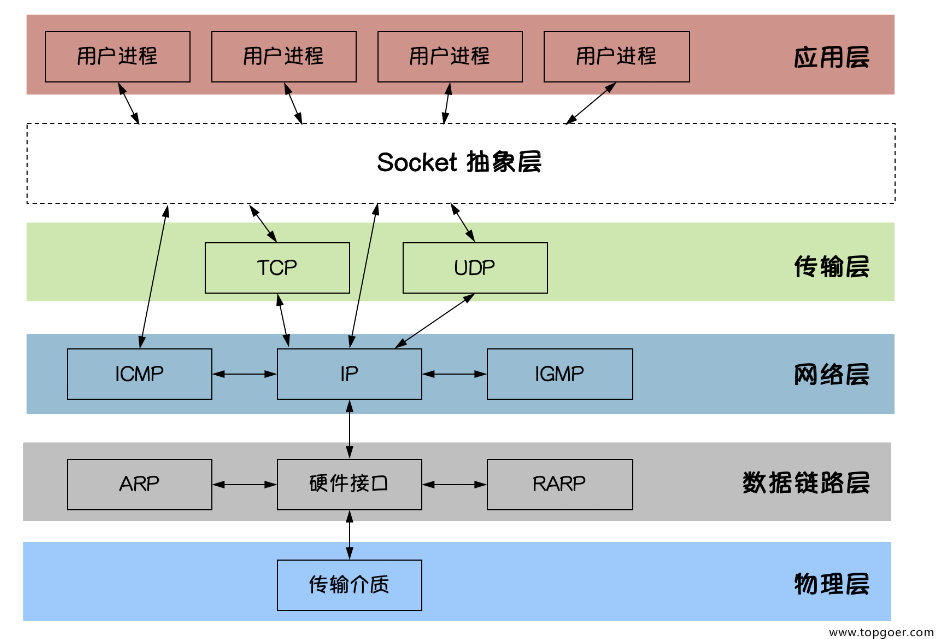 用户进程 用户进程 用户进程 用户进程 应用层
Socket 抽象层
TCP UDP 传输层
ICMP IP IGMP 网络层
ARP 硬件接口 RARP 数据链路层
传输介质 物理层
www.topgoer.com